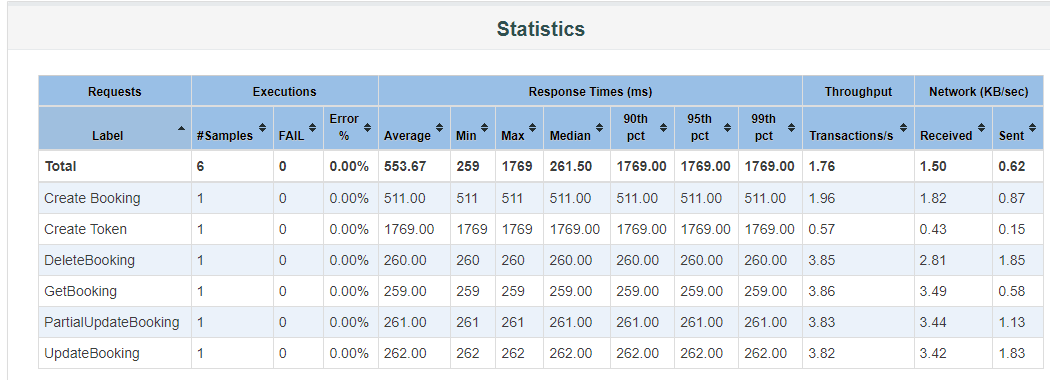 Statistics
Requests Executions Response Times (ms) Throughput Network (KB/sec)
Label #Samples FAIL Error % Average Min Max Median 90th pct 95th pct 99th pct Transactions/s Received Sent
Total 6 0 0.00% 553.67 259 1769 261.50 1769.00 1769.00 1769.00 1.76 1.50 0.62
Create Booking 1 0 0.00% 511.00 511 511 511.00 511.00 511.00 511.00 1.96 1.82 0.87
Create Token 1 0 0.00% 1769.00 1769 1769 1769.00 1769.00 1769.00 1769.00 0.57 0.43 0.15
DeleteBooking 1 0 0.00% 260.00 260 260 260.00 260.00 260.00 260.00 3.85 2.81 1.85
GetBooking 1 0 0.00% 259.00 259 259 259.00 259.00 259.00 259.00 3.86 3.49 0.58
PartialUpdateBooking 1 0 0.00% 261.00 261 261 261.00 261.00 261.00 261.00 3.83 3.44 1.13
UpdateBooking 1 0 0.00% 262.00 262 262 262.00 262.00 262.00 262.00 3.82 3.42 1.83